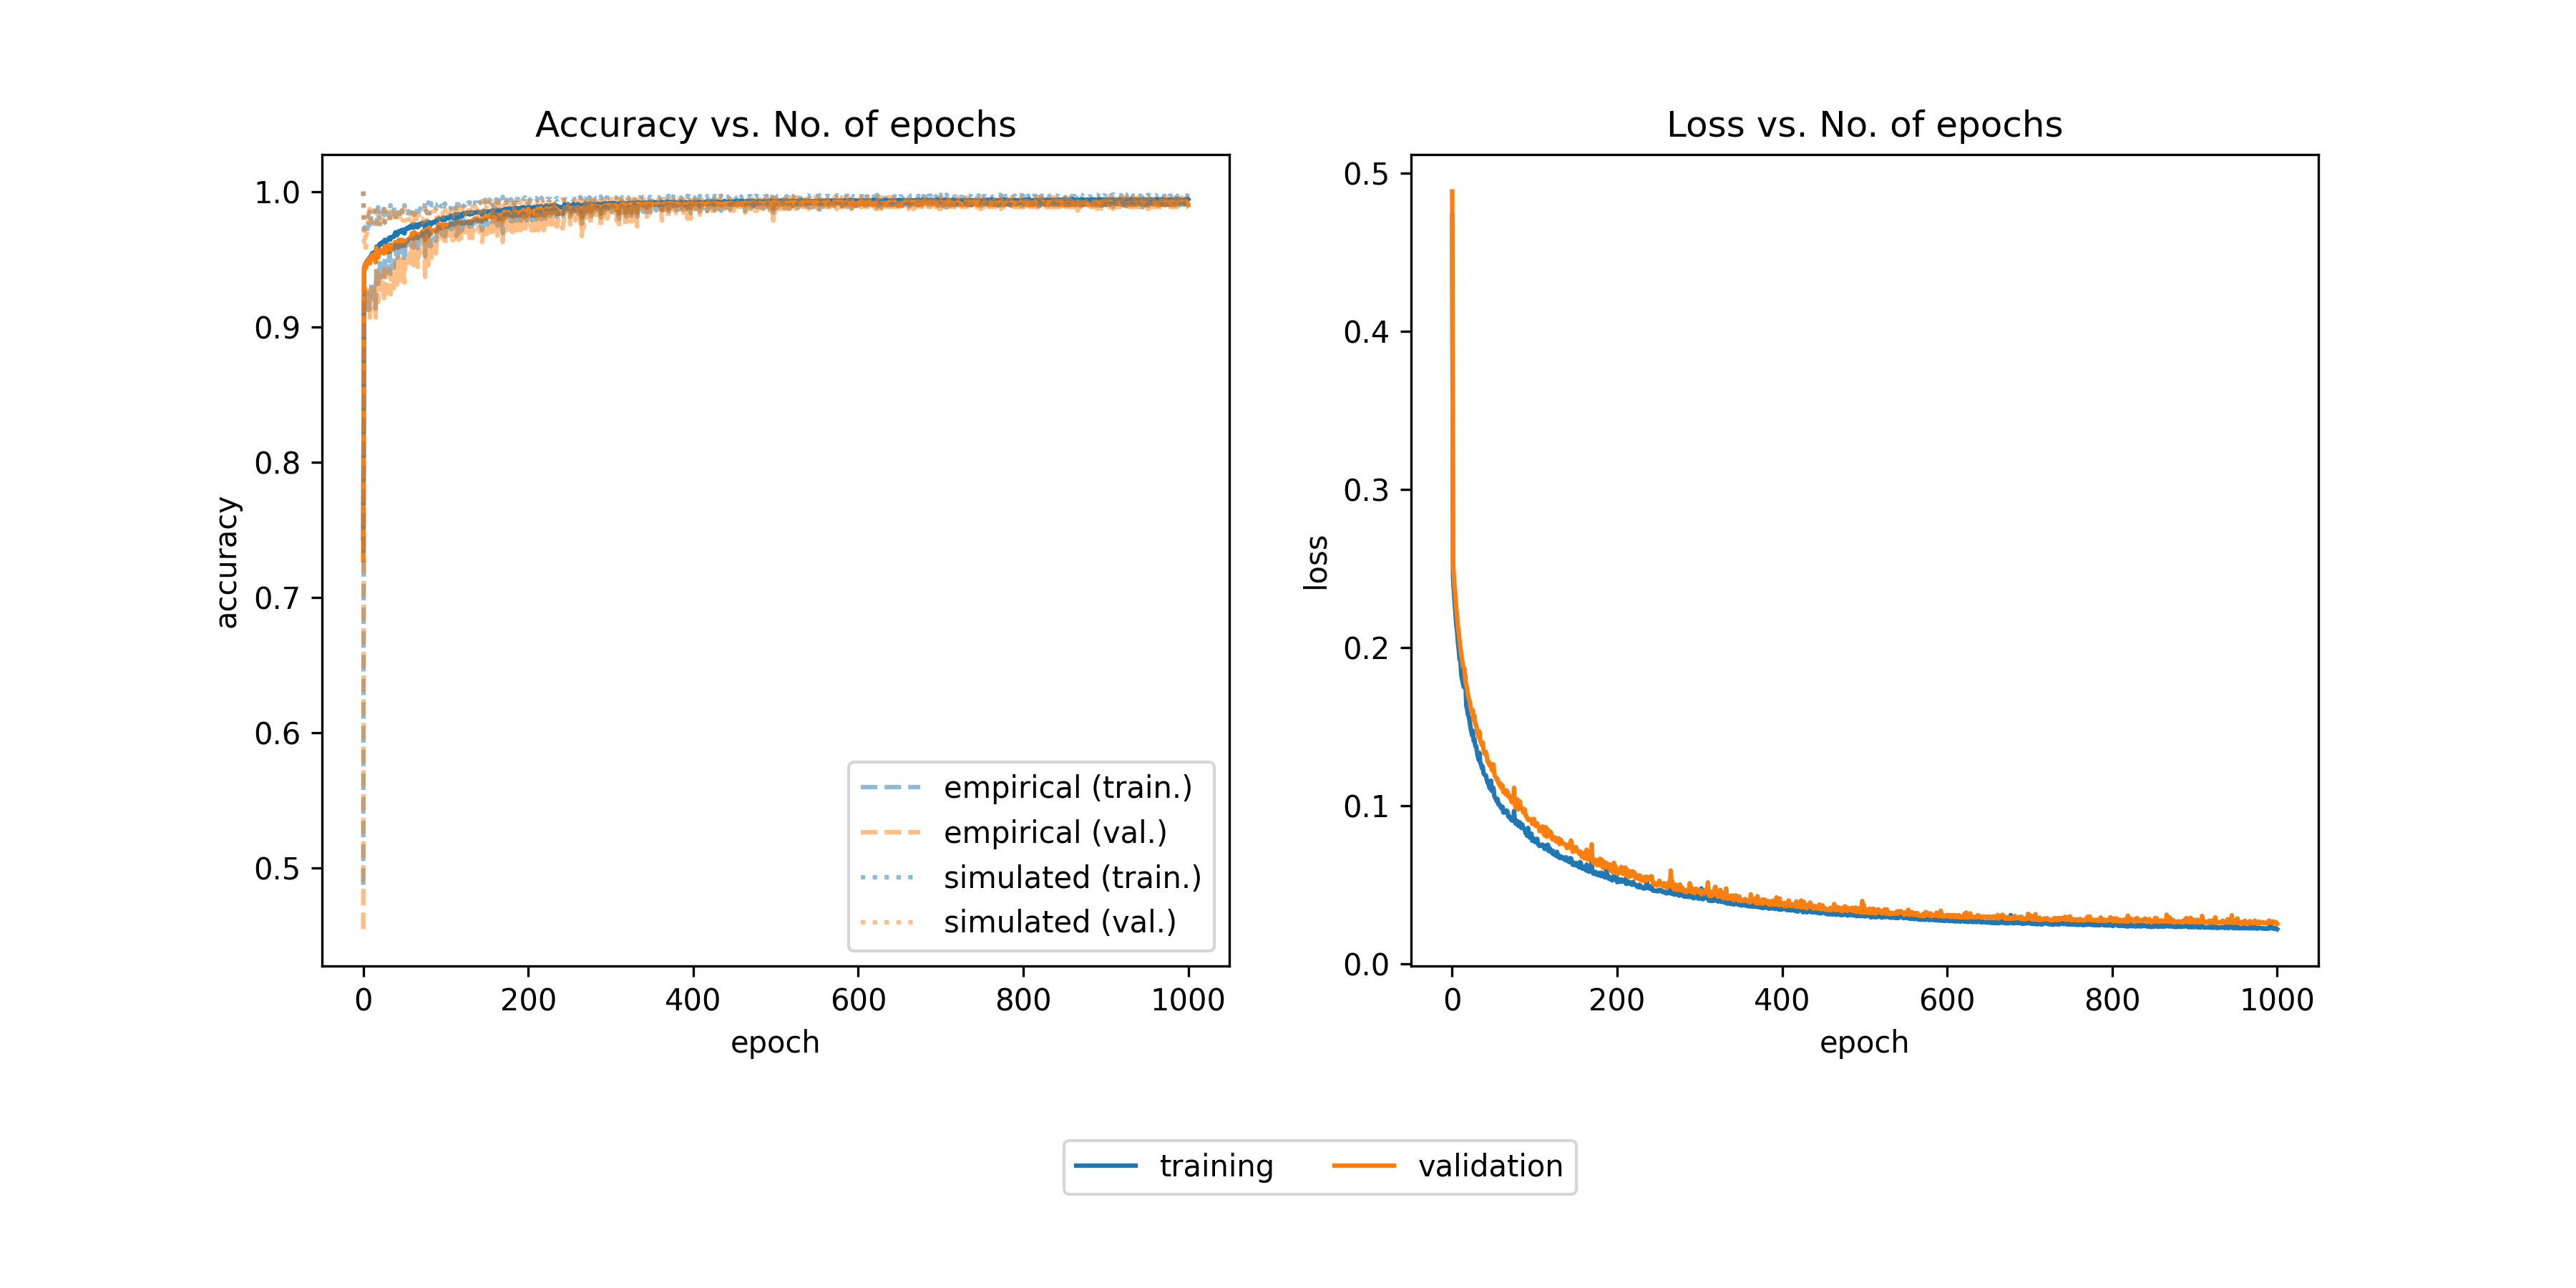 Accuracy vs. No. of epochs
1.0
0.9
0.8
0.7
0.6
0.5
accuracy
empirical (train.)
empirical (val.)
simulated (train.)
simulated (val.)
0 200 400 600 800 1000
epoch
Loss vs. No. of epochs
0.5
0.4
0.3
0.2
0.1
0.0
loss
0 200 400 600 800 1000
epoch
training validation